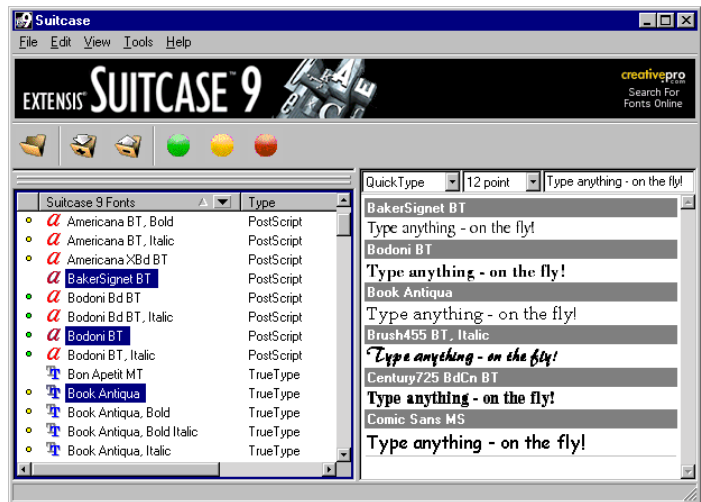 Suitcase
File Edit View Tools Help
EXTENSIS SUITCASE™ 9
creativepro.com
Search For
Fonts Online
QuickType 12 point Type anything - on the fly!
Suitcase 9 Fonts Type
Americana BT, Bold PostScript
Americana BT, Italic PostScript
Americana XBd BT PostScript
BakerSignet BT PostScript
Bodoni Bd BT PostScript
Bodoni Bd BT, Italic PostScript
Bodoni BT PostScript
Bodoni BT, Italic PostScript
Bon Apetit MT TrueType
Book Antiqua TrueType
Book Antiqua, Bold TrueType
Book Antiqua, Bold Italic TrueType
Book Antiqua, Italic TrueType
BakerSignet BT
Type anything - on the fly!
Bodoni BT
Type anything - on the fly!
Book Antiqua
Type anything - on the fly!
Brush455 BT, Italic
Type anything - on the fly!
Century725 BdCn BT
Type anything - on the fly!
Comic Sans MS
Type anything - on the fly!